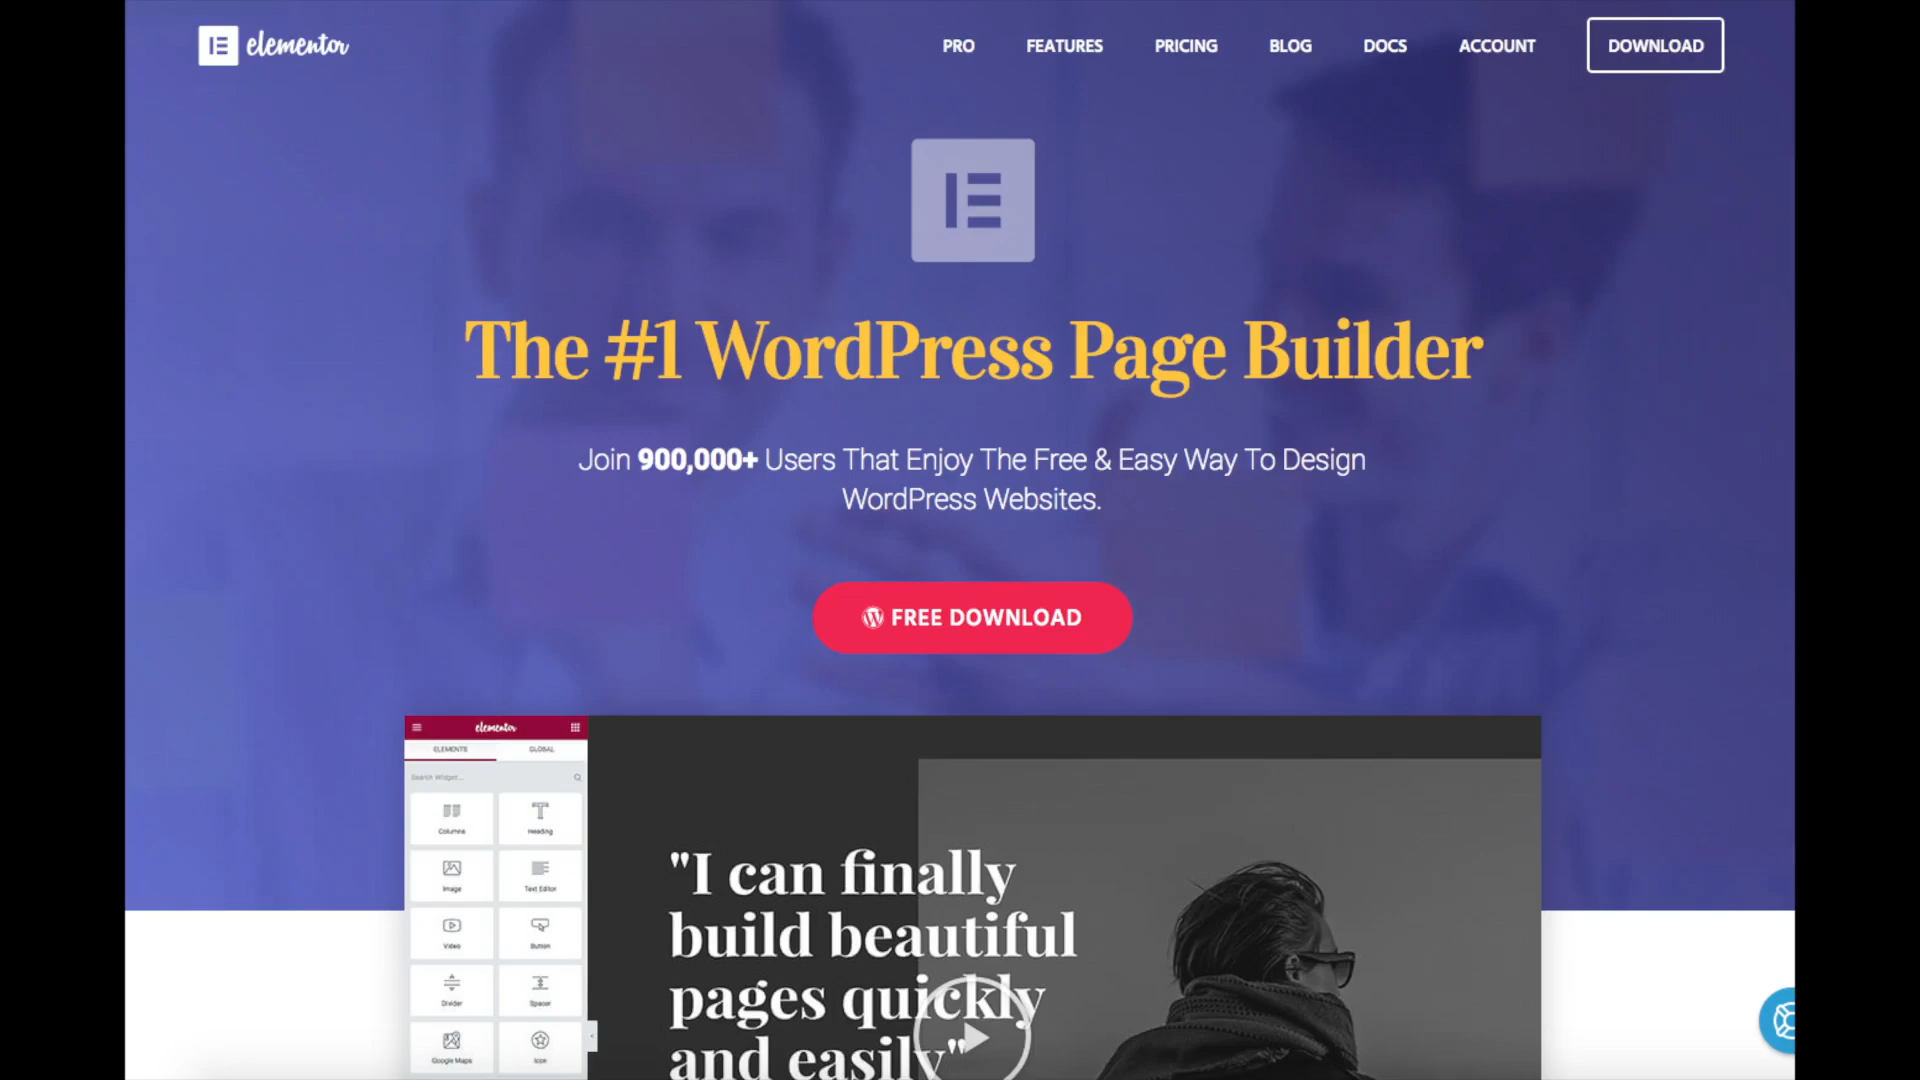 elementor
PRO FEATURES PRICING BLOG DOCS ACCOUNT DOWNLOAD
The #1 WordPress Page Builder
Join 900,000+ Users That Enjoy The Free & Easy Way To Design
WordPress Websites.
FREE DOWNLOAD
elementor
ELEMENTS GLOBAL
Search Widget...
Columns Heading
Image Text Editor
Video Button
Divider Spacer
Google Maps Icon
"I can finally
build beautiful
pages quickly
and easily"